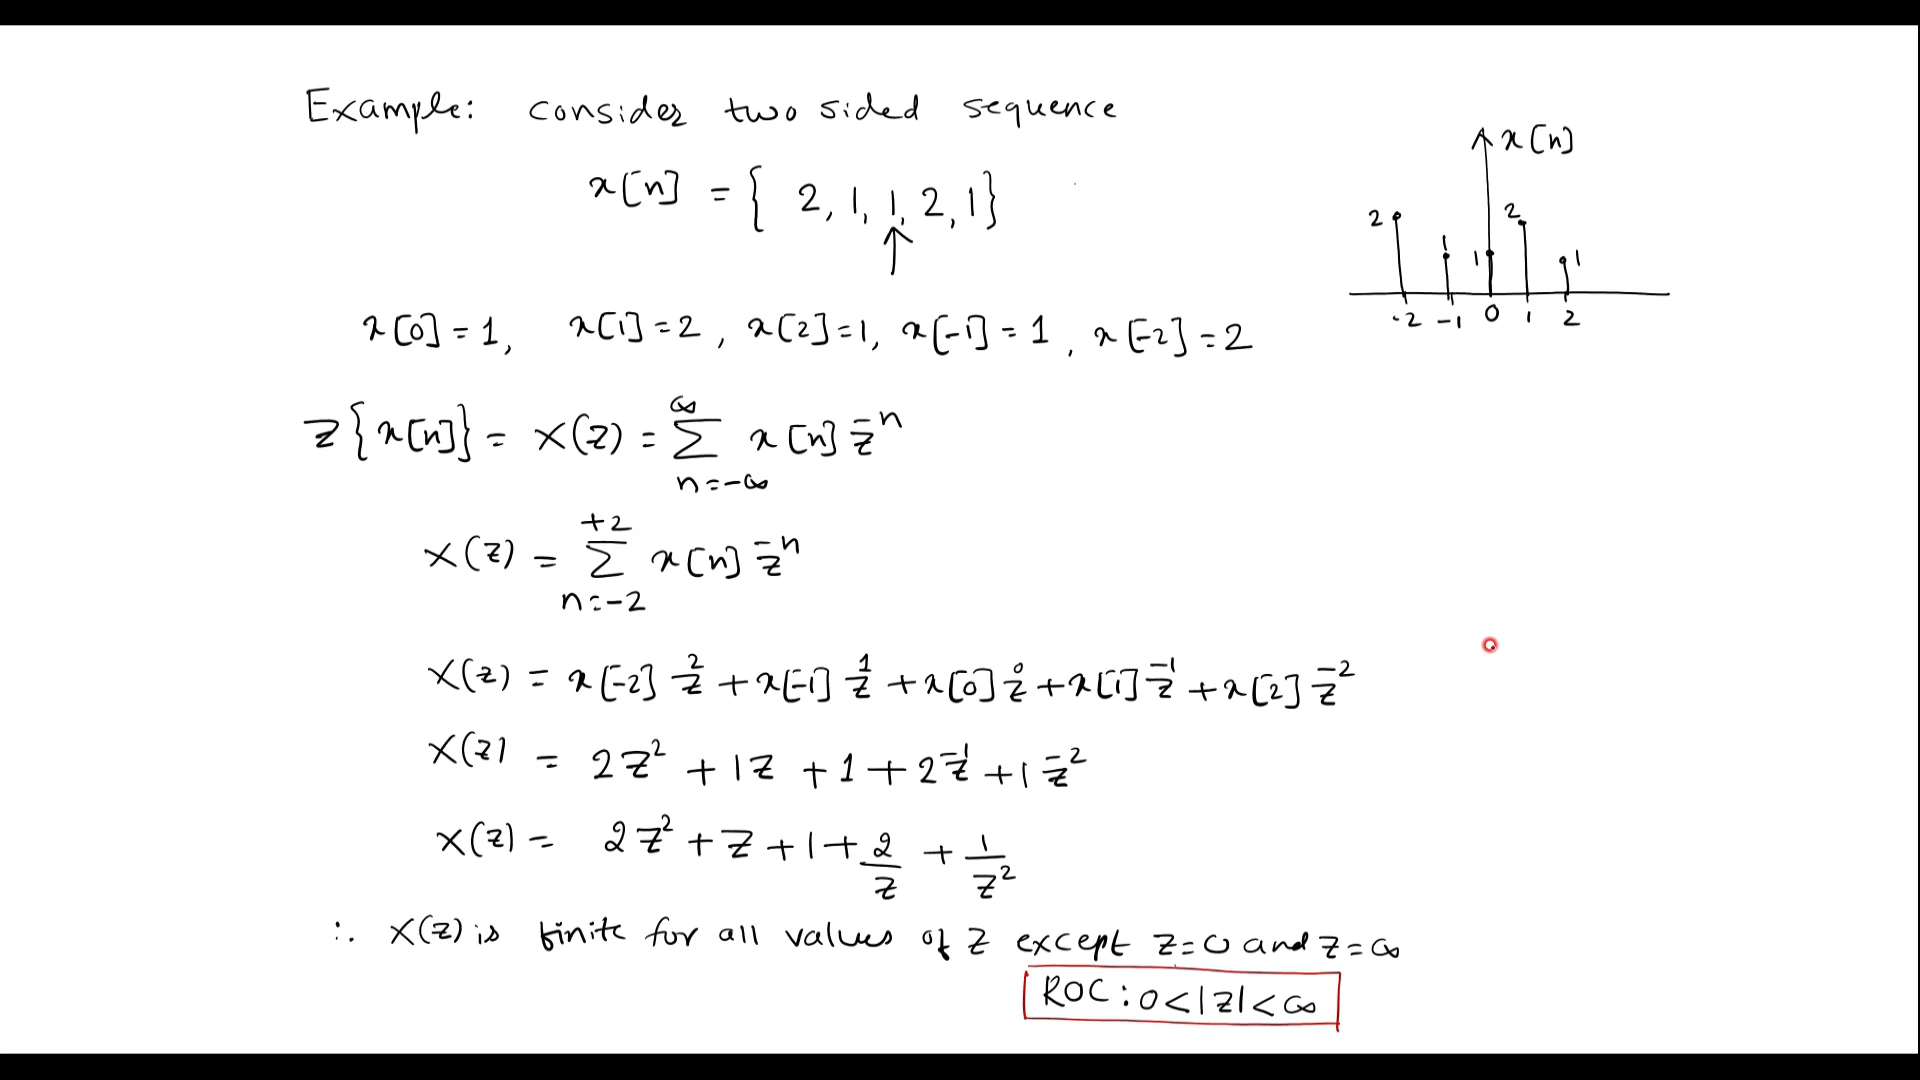 Example: consider two sided sequence
x[n] = { 2, 1, 1, 2, 1}
↑
x[n]
2 1 1 2 1
-2 -1 0 1 2
x[0] = 1, x[1] = 2, x[2] = 1, x[-1] = 1, x[-2] = 2
Z{x[n]} = X(z) = ∑_{n=-∞}^{∞} x[n] z^{-n}
X(z) = ∑_{n=-2}^{+2} x[n] z^{-n}
X(z) = x[-2] z^{2} + x[-1] z^{1} + x[0] z^{0} + x[1] z^{-1} + x[2] z^{-2}
X(z) = 2z^{2} + 1z + 1 + 2z^{-1} + 1z^{-2}
X(z) = 2z^{2} + z + 1 + 2/z + 1/z^{2}
∴ X(z) is finite for all values of z except z=0 and z=∞
ROC: 0<|z|<∞